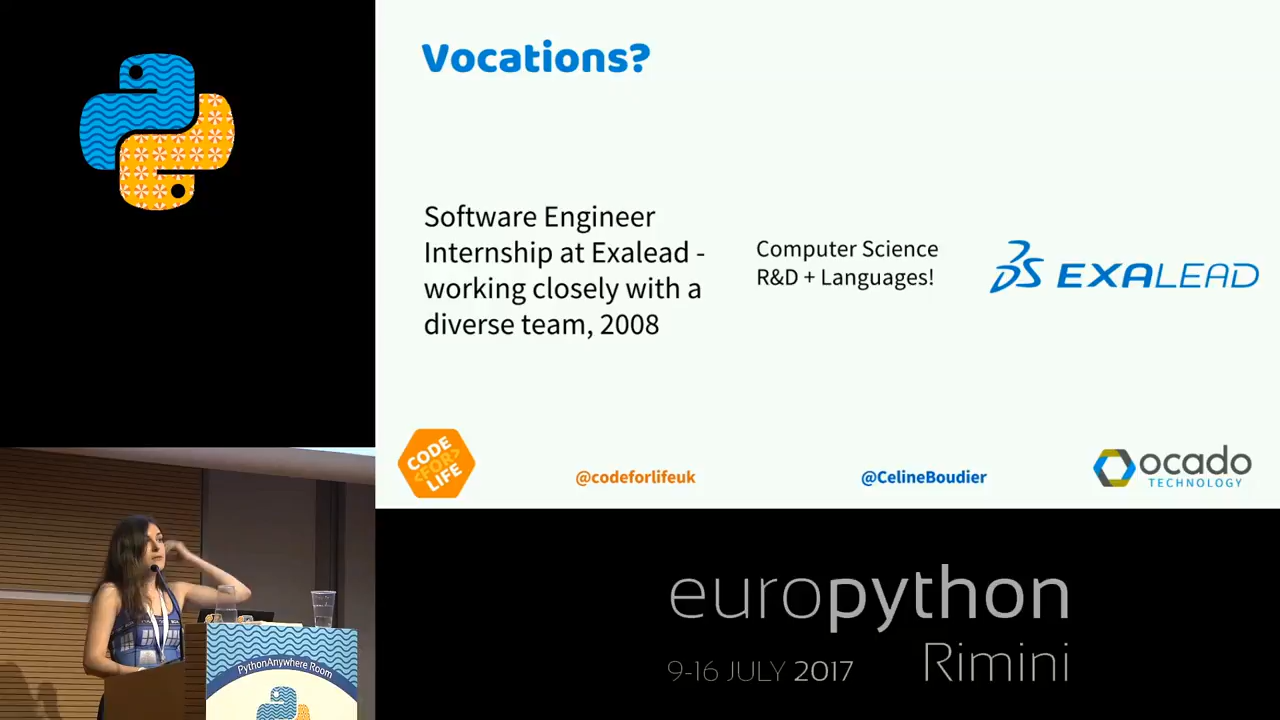 Vocations?
Software Engineer
Internship at Exalead -
working closely with a
diverse team, 2008
Computer Science
R&D + Languages!
EXALEAD
CODE
<FOR>
LIFE
@codeforlifeuk
@CelineBoudier
ocado
TECHNOLOGY
PythonAnywhere Room
europython
9-16 JULY 2017
Rimini